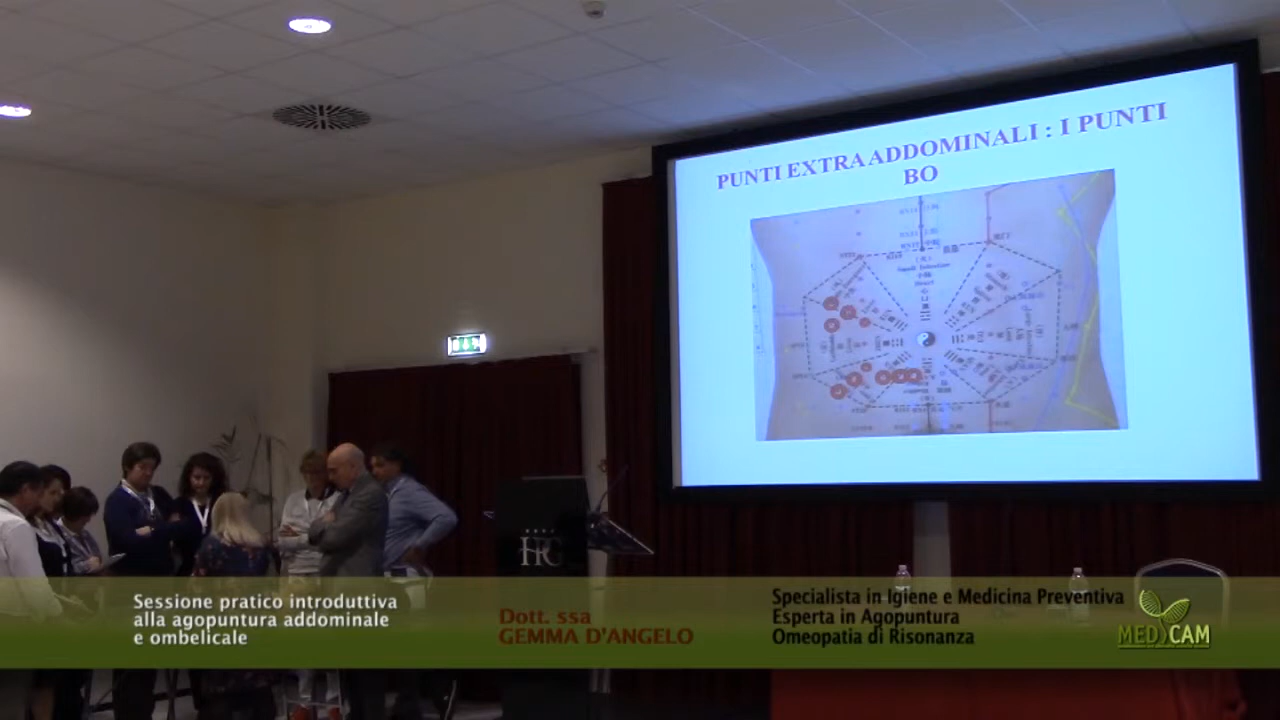 PUNTI EXTRA ADDOMINALI : I PUNTI
BO
HC
Sessione pratico introduttiva
alla agopuntura addominale
e ombelicale
Dott. ssa
GEMMA D'ANGELO
Specialista in Igiene e Medicina Preventiva
Esperta in Agopuntura
Omeopatia di Risonanza
MEDICAM